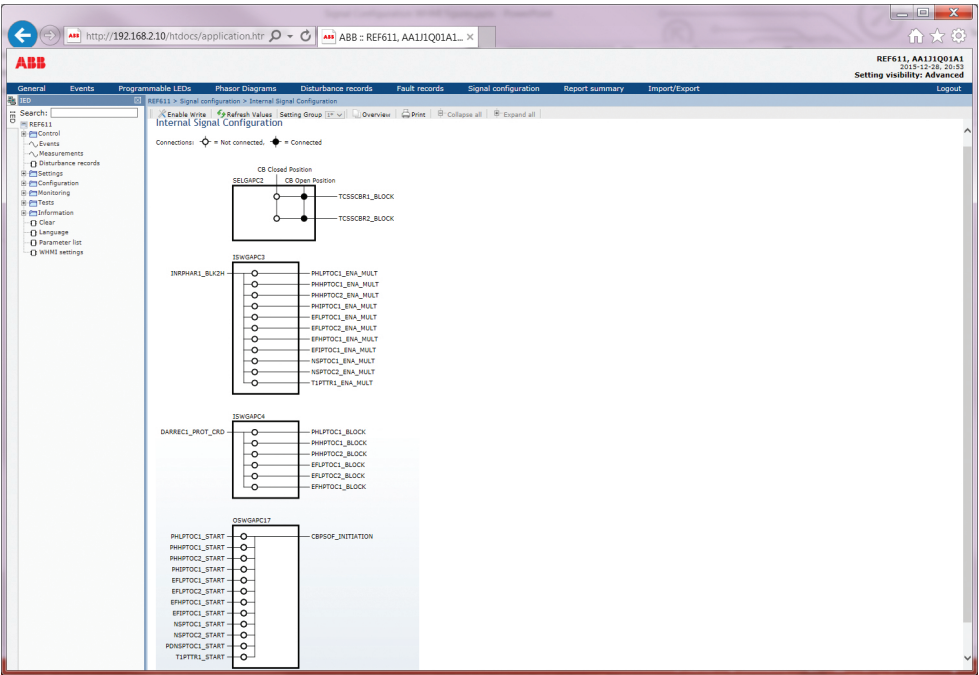 http://192.168.2.10/htdocs/application.htr
ABB :: REF611, AA1J1Q01A1...
ABB
REF611, AA1J1Q01A1
2015-12-28, 20:53
Setting visibility: Advanced
General Events Programmable LEDs Phasor Diagrams Disturbance records Fault records Signal configuration Report summary Import/Export Logout
IED
REF611 > Signal configuration > Internal Signal Configuration
IED
Search:
Enable Write Refresh Values Setting Group Overview Print Collapse all Expand all
REF611
Control
Events
Measurements
Disturbance records
Settings
Configuration
Monitoring
Tests
Information
Clear
Language
Parameter list
WHMI settings
Internal Signal Configuration
Connections: = Not connected, = Connected
CB Closed Position
SELGAPC2 CB Open Position
TCSSCBR1_BLOCK
TCSSCBR2_BLOCK
ISWGAPC3
INRPHAR1_BLK2H PHLPTOC1_ENA_MULT
PHHPTOC1_ENA_MULT
PHHPTOC2_ENA_MULT
PHIPTOC1_ENA_MULT
EFLPTOC1_ENA_MULT
EFLPTOC2_ENA_MULT
EFHPTOC1_ENA_MULT
EFIPTOC1_ENA_MULT
NSPTOC1_ENA_MULT
NSPTOC2_ENA_MULT
T1PTTR1_ENA_MULT
ISWGAPC4
DARREC1_PROT_CRD PHLPTOC1_BLOCK
PHHPTOC1_BLOCK
PHHPTOC2_BLOCK
EFLPTOC1_BLOCK
EFLPTOC2_BLOCK
EFHPTOC1_BLOCK
OSWGAPC17
PHLPTOC1_START CBPSOF_INITIATION
PHHPTOC1_START
PHHPTOC2_START
PHIPTOC1_START
EFLPTOC1_START
EFLPTOC2_START
EFHPTOC1_START
EFIPTOC1_START
NSPTOC1_START
NSPTOC2_START
PDNSPTOC1_START
T1PTTR1_START